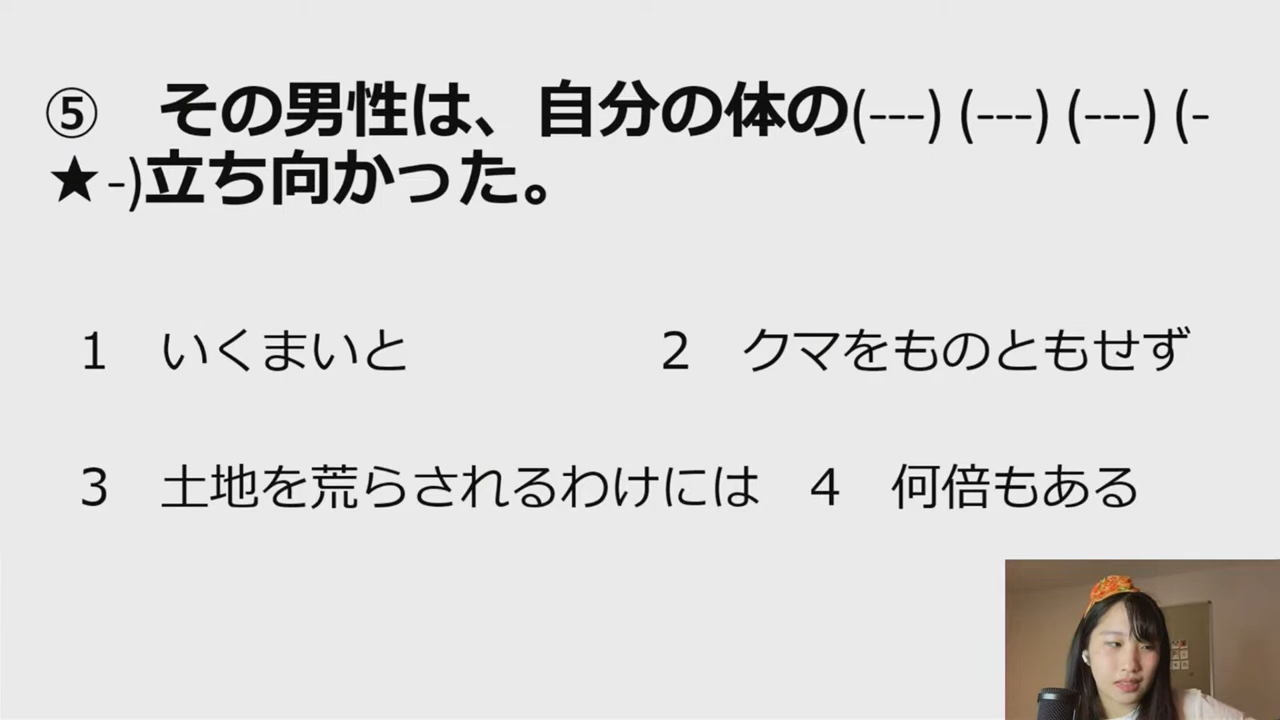 ⑤ その男性は、自分の体の(---) (---) (---) (-
★-)立ち向かった。
1 いくまいと
2 クマをものともせず
3 土地を荒らされるわけには
4 何倍もある